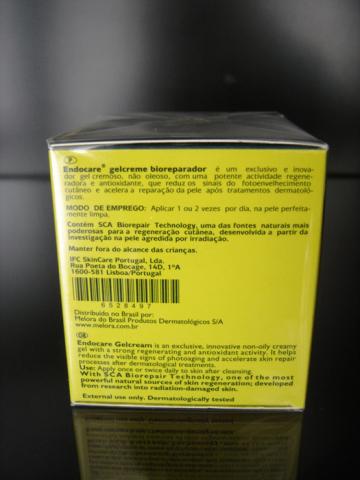 P
Endocare® gelcreme bioreparador é um exclusivo e inova-
dor gel cremoso, não oleoso, com uma potente actividade regene-
radora e antioxidante, que reduz os sinais do fotoenvelhecimento
cutâneo e acelera a reparação da pele após tratamentos dermatoló-
gicos.
MODO DE EMPREGO: Aplicar 1 ou 2 vezes por dia, na pele perfeita-
mente limpa.
Contém SCA Biorepair Technology, uma das fontes naturais mais
poderosas para a regeneração cutânea, desenvolvida a partir da
investigação na pele agredida por irradiação.
Manter fora do alcance das crianças.
IFC SkinCare Portugal, Lda.
Rua Poeta do Bocage, 14D, 1ºA
1600-581 Lisboa/Portugal
6528497
Distribuído no Brasil por:
Melora do Brasil Produtos Dermatológicos S/A
www.melora.com.br
GB
Endocare Gelcream is an exclusive, innovative non-oily creamy
gel with a strong regenerating and antioxidant activity. It helps
reduce the visible signs of photoaging and accelerate skin repair
processes after dermatological treatments.
Use: Apply once or twice daily to skin after cleansing.
With SCA Biorepair Technology, one of the most
powerful natural sources of skin regeneration; developed
from research into radiation-damaged skin.
External use only. Dermatologically tested